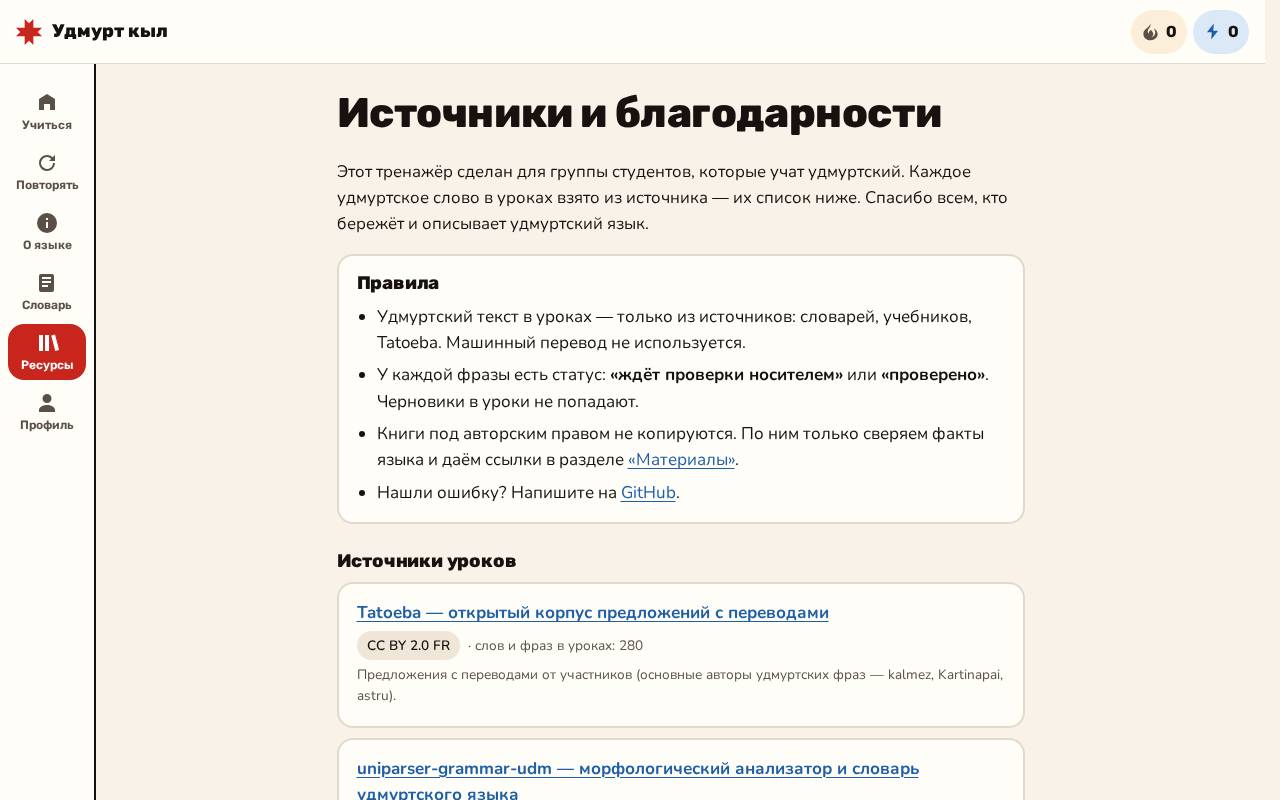 Удмурт кыл
0
0
Учиться
Повторять
О языке
Словарь
Ресурсы
Профиль
Источники и благодарности
Этот тренажёр сделан для группы студентов, которые учат удмуртский. Каждое
удмуртское слово в уроках взято из источника — их список ниже. Спасибо всем, кто
бережёт и описывает удмуртский язык.
Правила
• Удмуртский текст в уроках — только из источников: словарей, учебников,
Tatoeba. Машинный перевод не используется.
• У каждой фразы есть статус: «ждёт проверки носителем» или «проверено».
Черновики в уроки не попадают.
• Книги под авторским правом не копируются. По ним только сверяем факты
языка и даём ссылки в разделе «Материалы».
• Нашли ошибку? Напишите на GitHub.
Источники уроков
Tatoeba — открытый корпус предложений с переводами
CC BY 2.0 FR · слов и фраз в уроках: 280
Предложения с переводами от участников (основные авторы удмуртских фраз — kalmez, Kartinapai,
astru).
uniparser-grammar-udm — морфологический анализатор и словарь
удмуртского языка